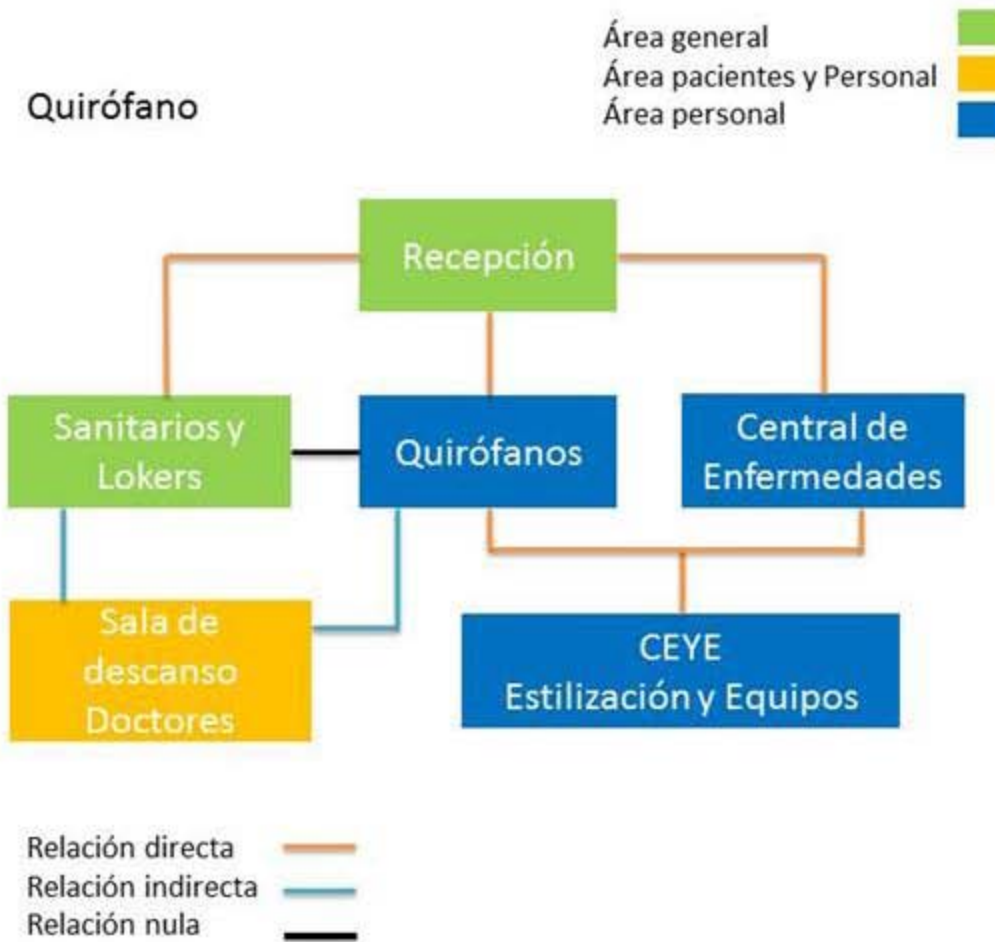 Quirófano
Área general
Área pacientes y Personal
Área personal
Recepción
Sanitarios y
Lokers
Quirófanos
Central de
Enfermedades
Sala de
descanso
Doctores
CEYE
Estilización y Equipos
Relación directa
Relación indirecta
Relación nula